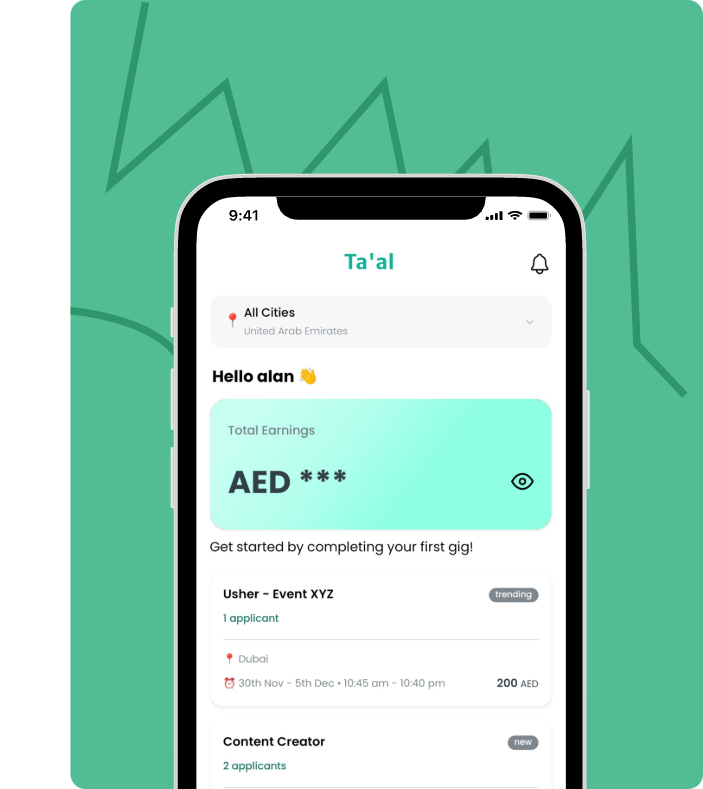 9:41
Ta'al
All Cities
United Arab Emirates
Hello alan 👋
Total Earnings
AED ***
Get started by completing your first gig!
Usher - Event XYZ
trending
1 applicant
Dubai
30th Nov - 5th Dec • 10:45 am - 10:40 pm
200 AED
Content Creator
new
2 applicants